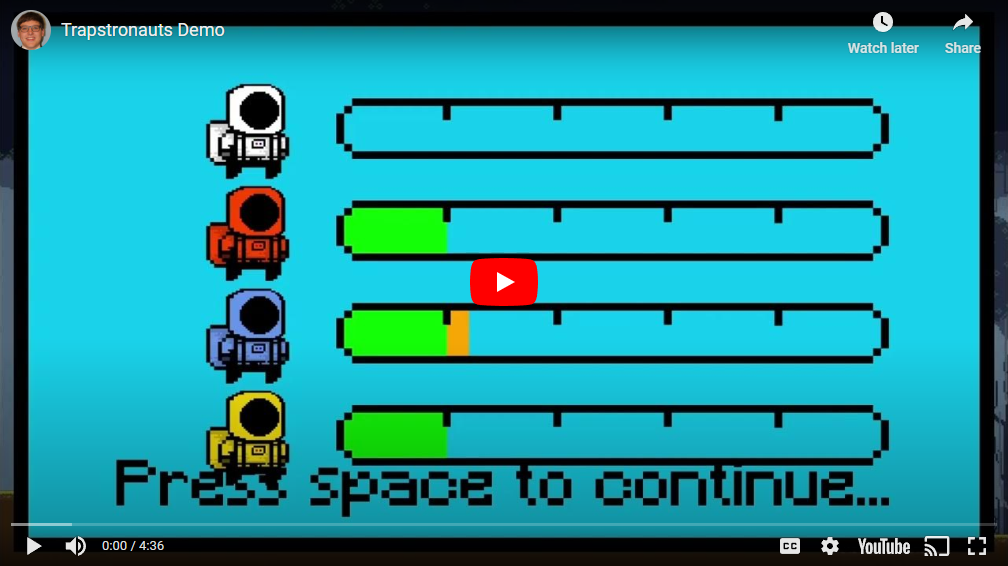 Trapstronauts Demo
Watch later
Share
Press space to continue...
0:00 / 4:36
CC
YouTube